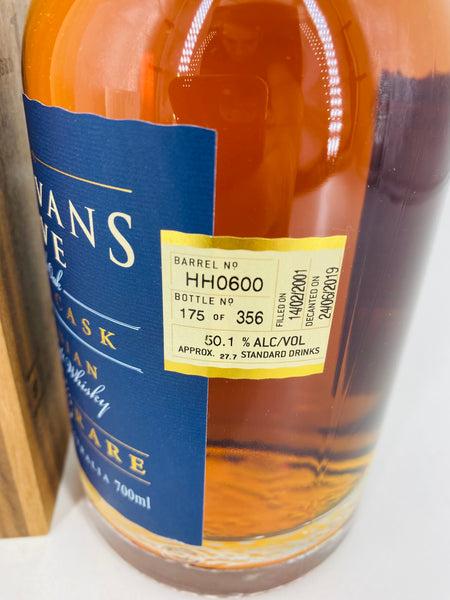 VANS
VE
CASK
IAN
Whisky
RARE
ALIA 700ml
BARREL Nº
HH0600
BOTTLE Nº
175 OF 356
FILLED ON
14/02/2001
DECANTED ON
24/06/2019
50.1 % ALC/VOL
APPROX. 27.7 STANDARD DRINKS